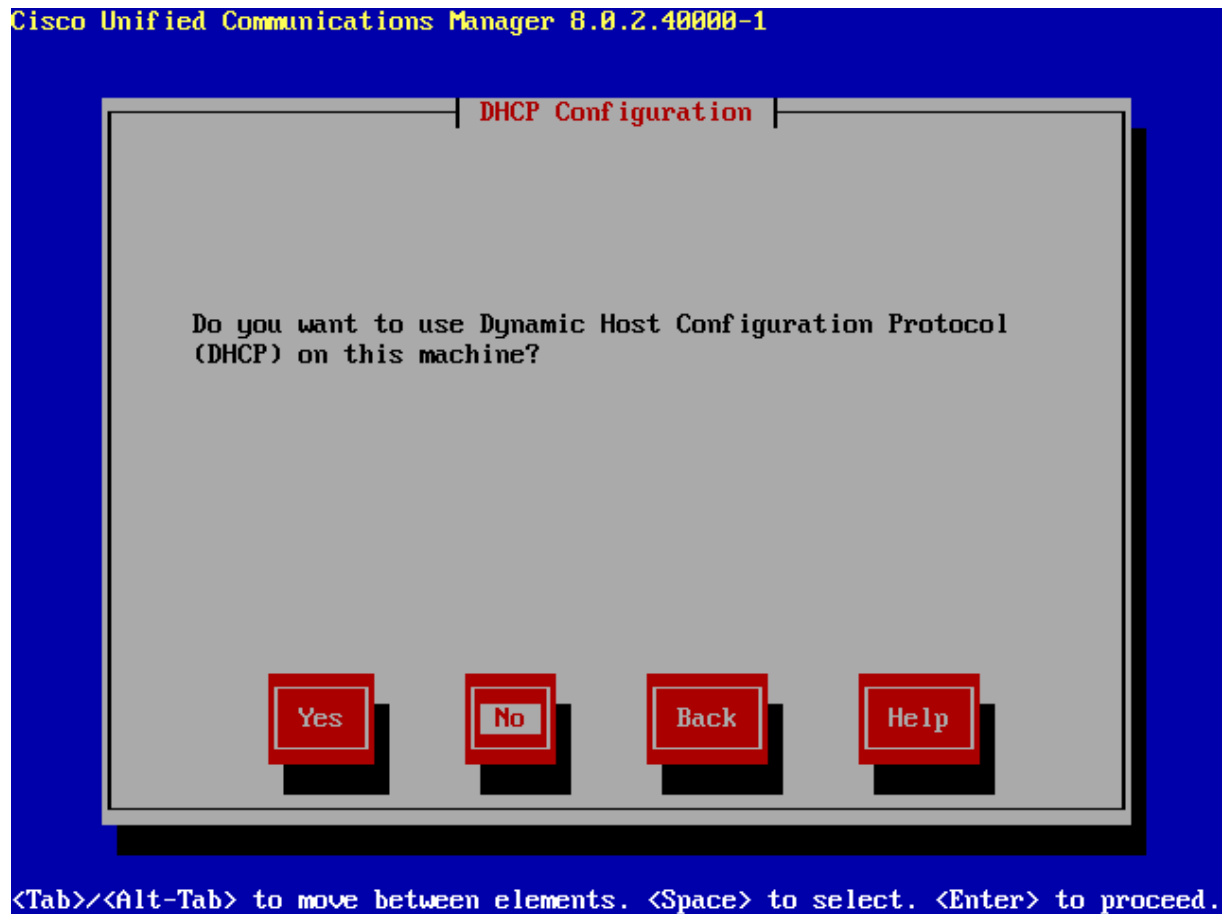 Cisco Unified Communications Manager 8.0.2.40000-1
DHCP Configuration
Do you want to use Dynamic Host Configuration Protocol
(DHCP) on this machine?
Yes No Back Help
<Tab>/<Alt-Tab> to move between elements. <Space> to select. <Enter> to proceed.